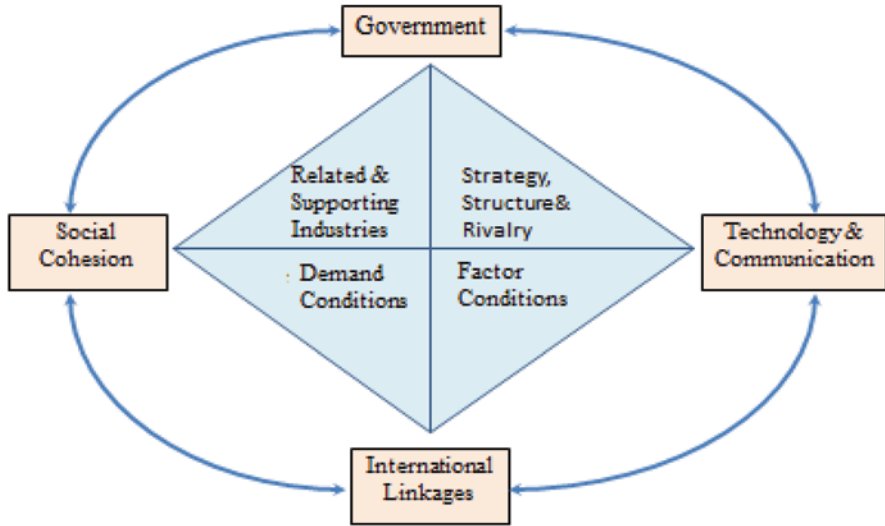 Government
Related &
Supporting
Industries
Strategy,
Structure&
Rivalry
Social
Cohesion
Technology &
Communication
: Demand
Conditions
Factor
Conditions
International
Linkages